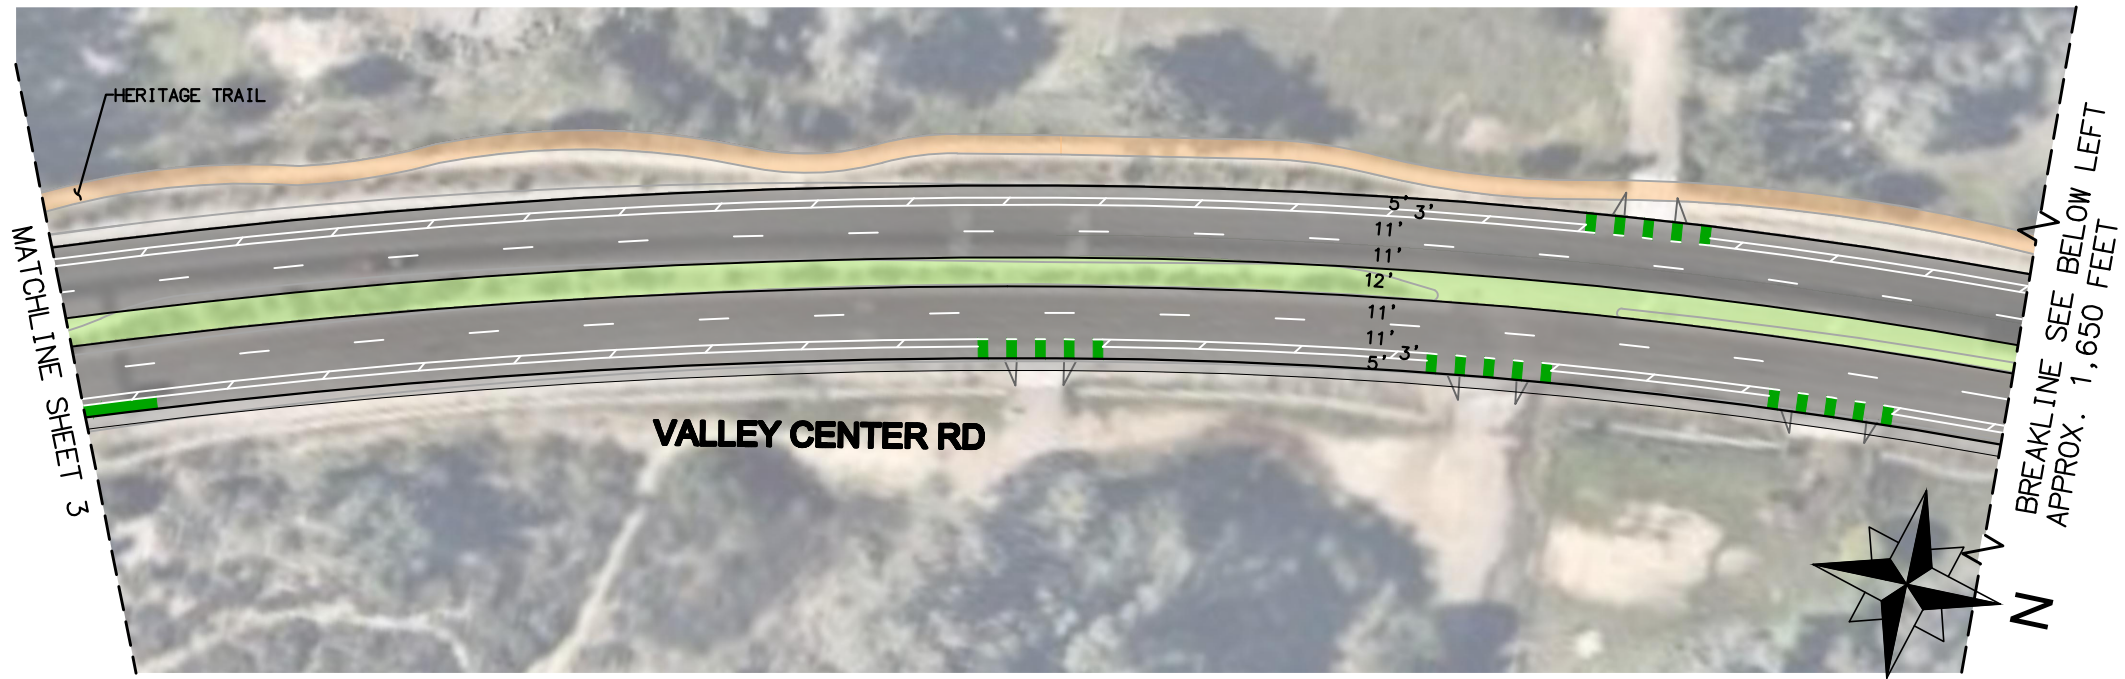 HERITAGE TRAIL
MATCHLINE SHEET 3
5' 3'
11'
11'
12'
11'
11'
5' 3'
VALLEY CENTER RD
BREAKLINE SEE BELOW LEFT
APPROX. 1,650 FEET
N